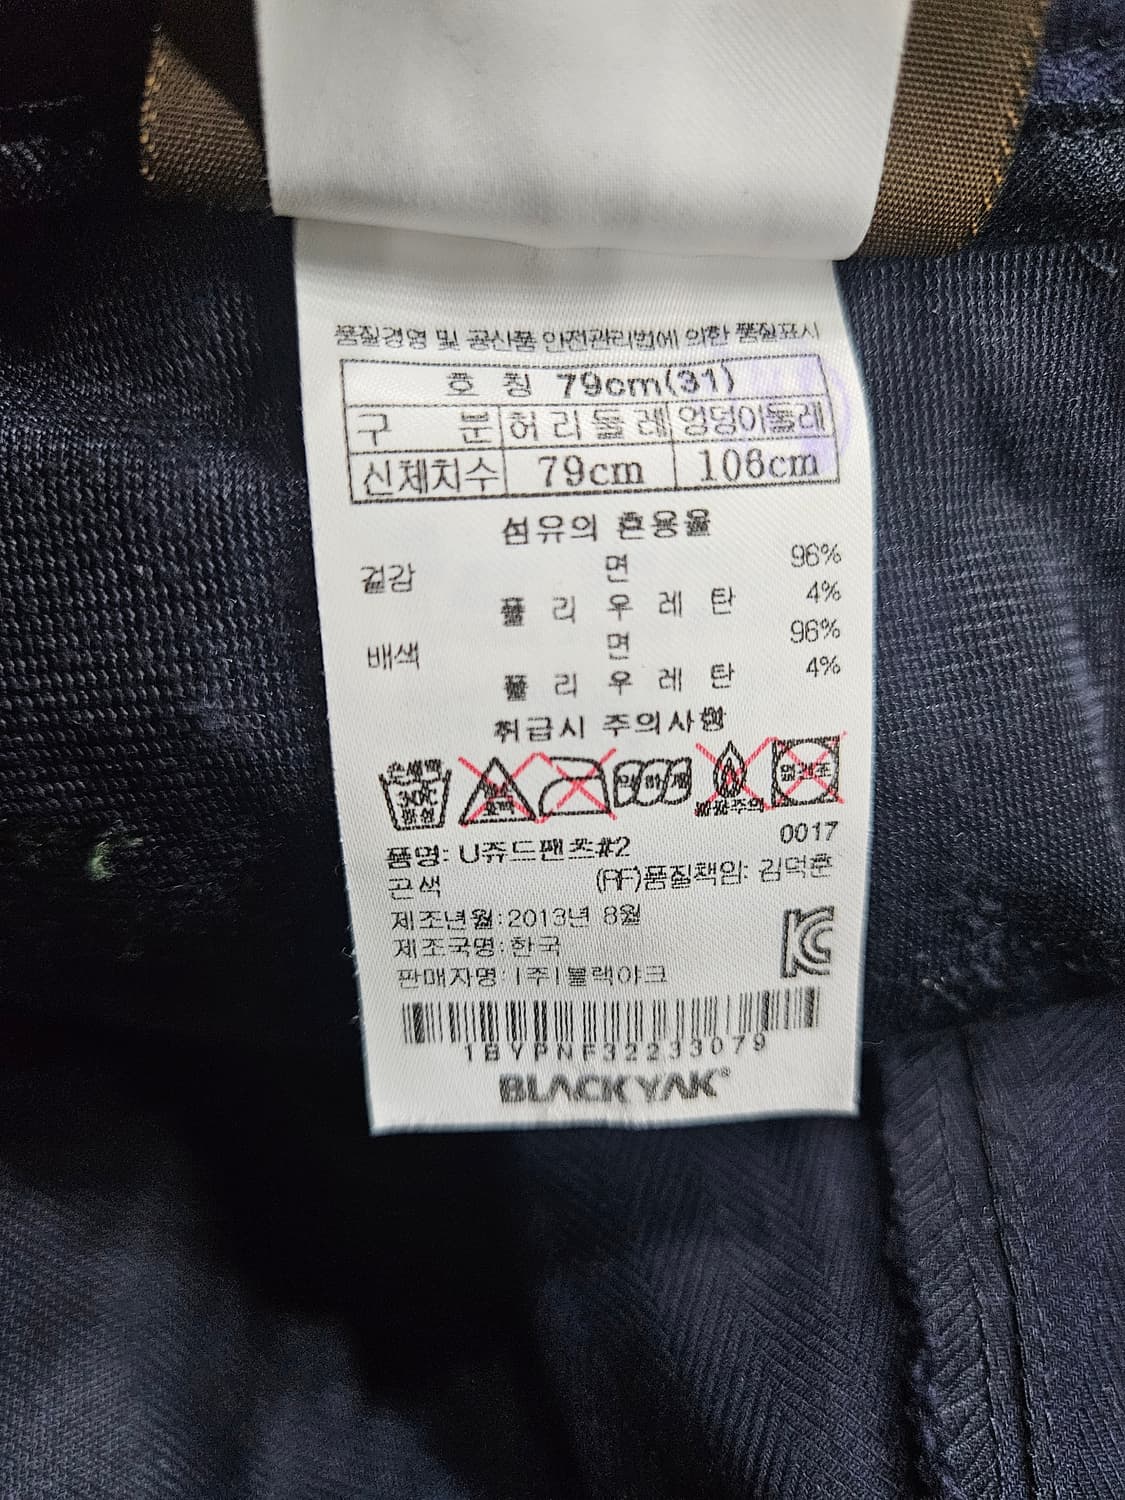 품질경영 및 공산품 안전관리법에 의한 품질표시
호 칭 79cm(31)
구 분 허리둘레 엉덩이둘레
신체치수 79cm 106cm
섬유의 혼용율
겉감 면 96%
폴 리 우 레 탄 4%
배색 면 96%
폴 리 우 레 탄 4%
취급시 주의사항
손세탁
0017
품명: U쥬드팬츠#2
곤색 (RF)품질책임: 김덕훈
제조년월:2013년 8월
제조국명:한국
판매자명:(주)블랙야크
1BYPNF32233079
BLACKYAK®